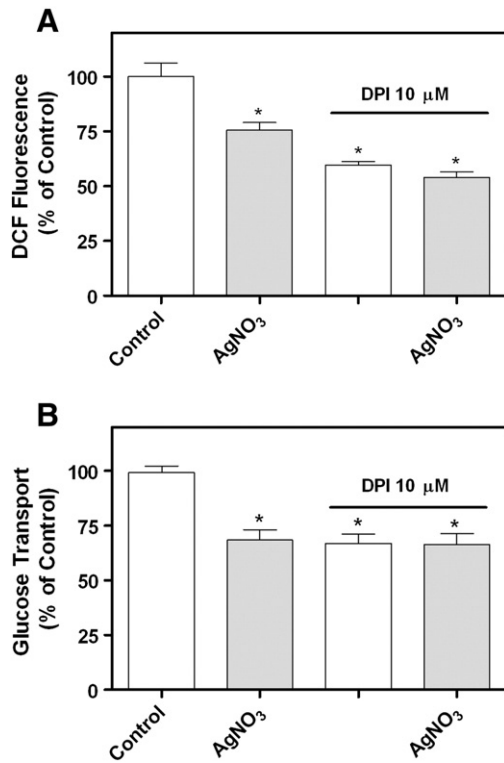 A
DCF Fluorescence
(% of Control)
100
75
50
25
0
DPI 10 μM
*
*
*
Control
AgNO₃
AgNO₃
B
Glucose Transport
(% of Control)
100
75
50
25
0
DPI 10 μM
*
*
*
Control
AgNO₃
AgNO₃